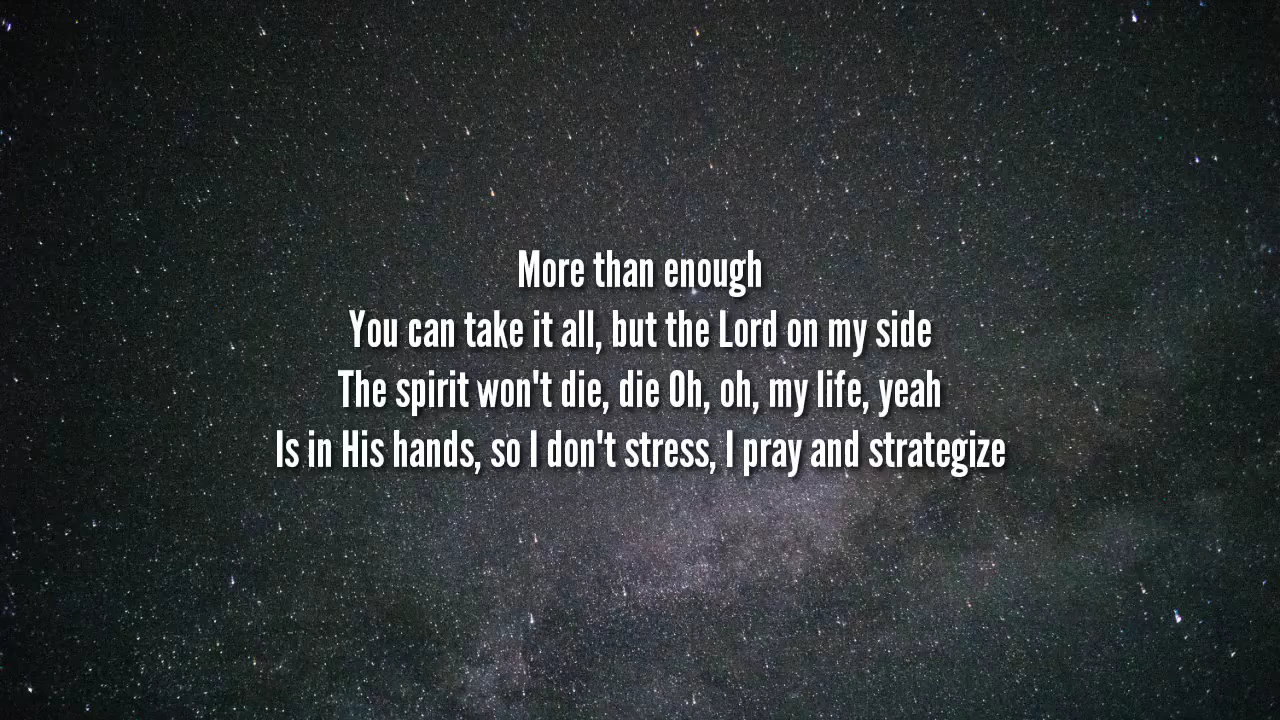 More than enough
You can take it all, but the Lord on my side
The spirit won't die, die Oh, oh, my life, yeah
Is in His hands, so I don't stress, I pray and strategize